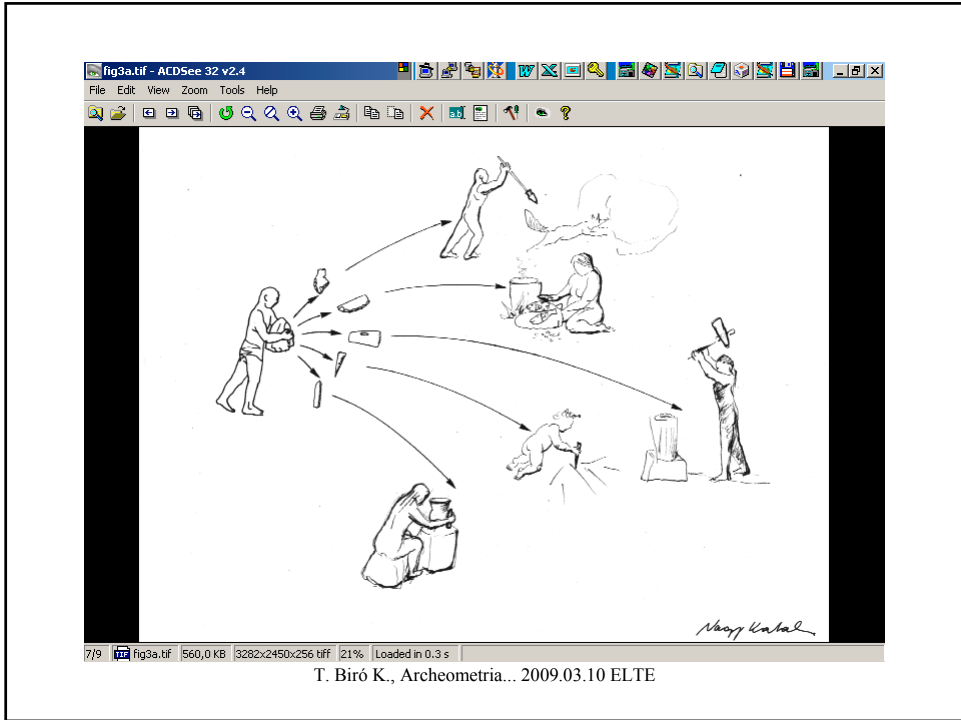 fig3a.tif - ACDSee 32 v2.4
File Edit View Zoom Tools Help
7/9 fig3a.tif 560,0 KB 3282x2450x256 tiff 21% Loaded in 0.3 s
T. Biró K., Archeometria... 2009.03.10 ELTE